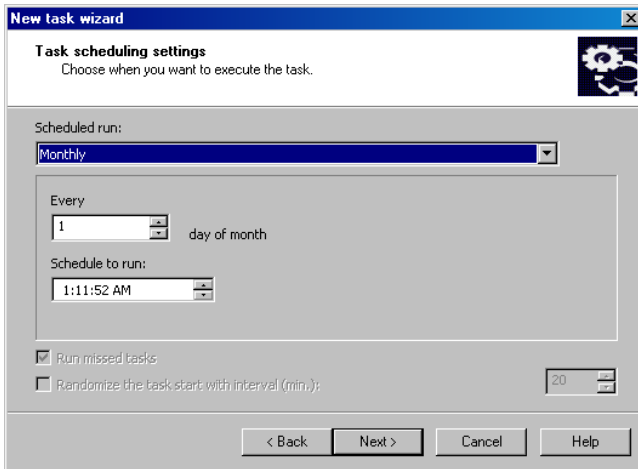 New task wizard
Task scheduling settings
Choose when you want to execute the task.
Scheduled run:
Monthly
Every
1 day of month
Schedule to run:
1:11:52 AM
Run missed tasks
Randomize the task start with interval (min.): 20
< Back Next > Cancel Help